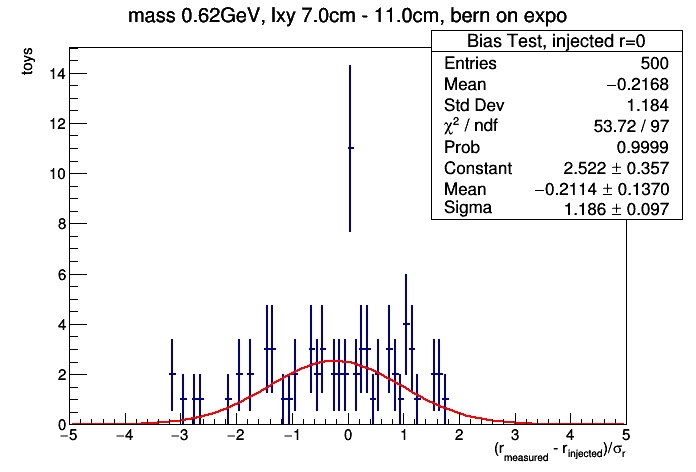 mass 0.62GeV, lxy 7.0cm - 11.0cm, bern on expo
toys
Bias Test, injected r=0
Entries 500
Mean −0.2168
Std Dev 1.184
χ² / ndf 53.72 / 97
Prob 0.9999
Constant 2.522 ± 0.357
Mean −0.2114 ± 0.1370
Sigma 1.186 ± 0.097
14
12
10
8
6
4
2
0
−5 −4 −3 −2 −1 0 1 2 3 4 5
(r_measured - r_injected)/σ_r